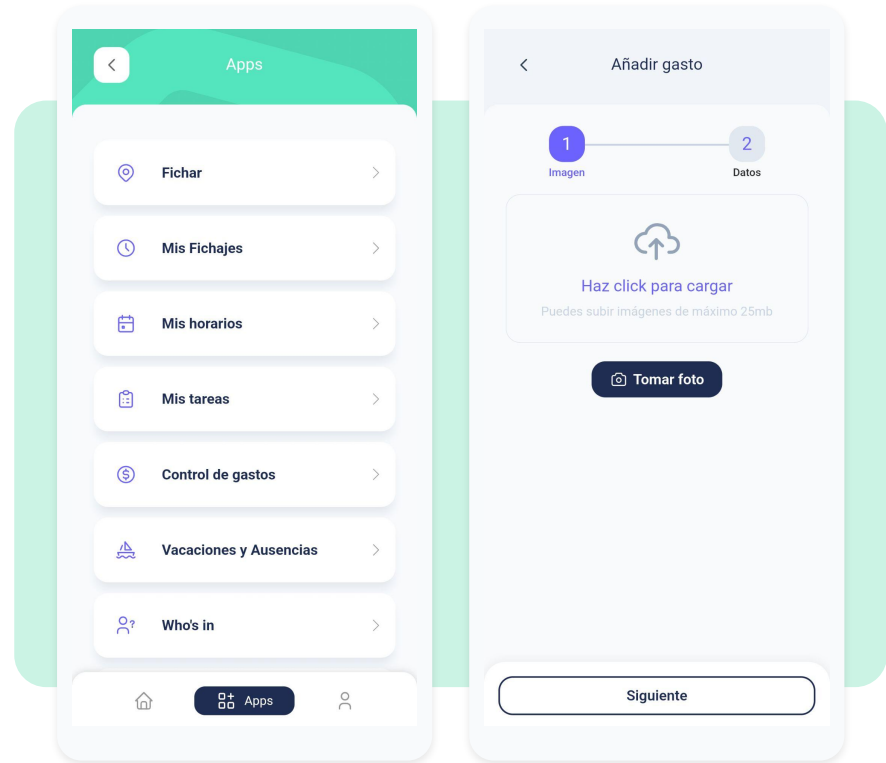 Apps
Fichar
Mis Fichajes
Mis horarios
Mis tareas
Control de gastos
Vacaciones y Ausencias
Who's in
Apps
Añadir gasto
1
2
Imagen
Datos
Haz click para cargar
Puedes subir imágenes de máximo 25mb
Tomar foto
Siguiente